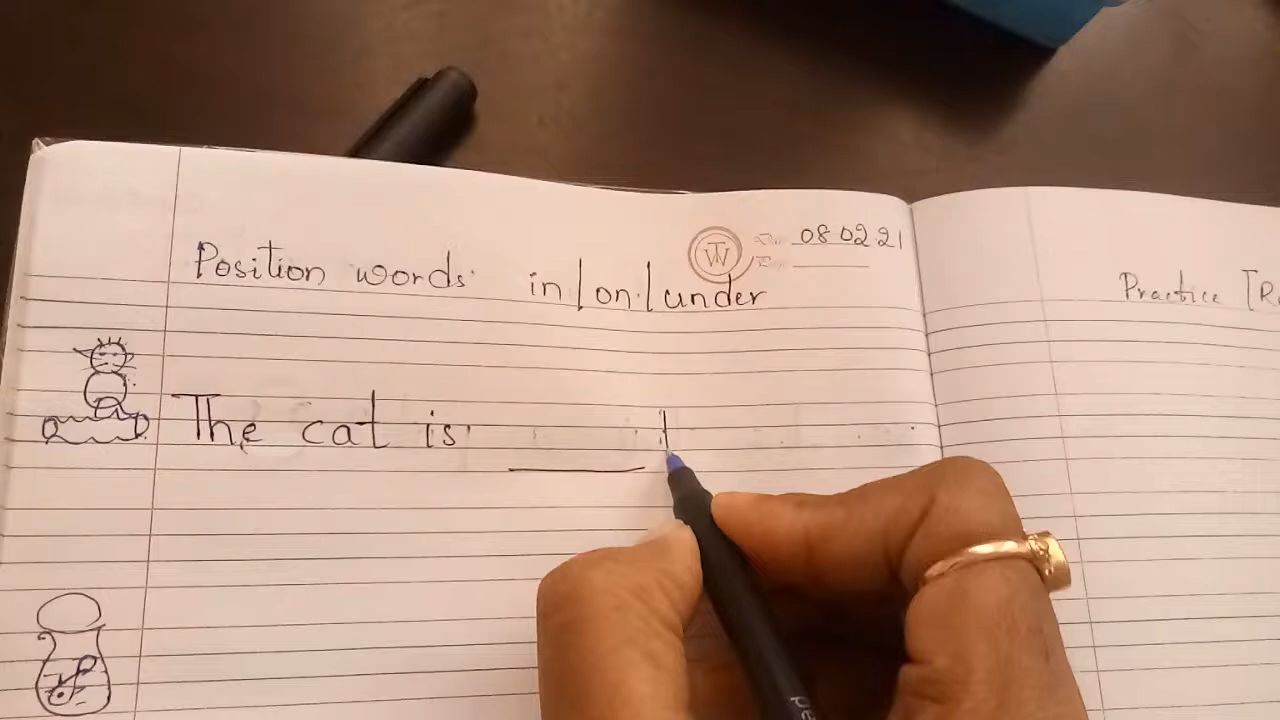 08 02 21
Position words in/on/under
Practice
The cat is